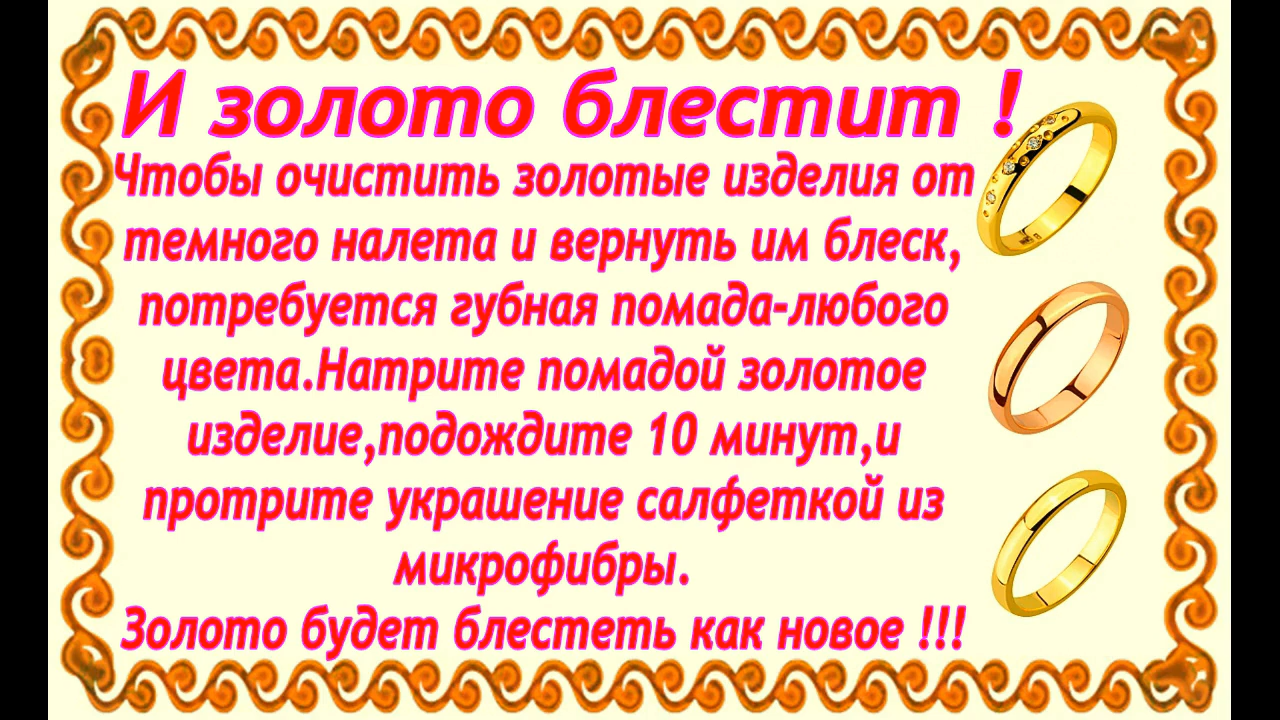 И золото блестит !
Чтобы очистить золотые изделия от
темного налета и вернуть им блеск,
потребуется губная помада-любого
цвета.Натрите помадой золотое
изделие,подождите 10 минут,и
протрите украшение салфеткой из
микрофибры.
Золото будет блестеть как новое !!!